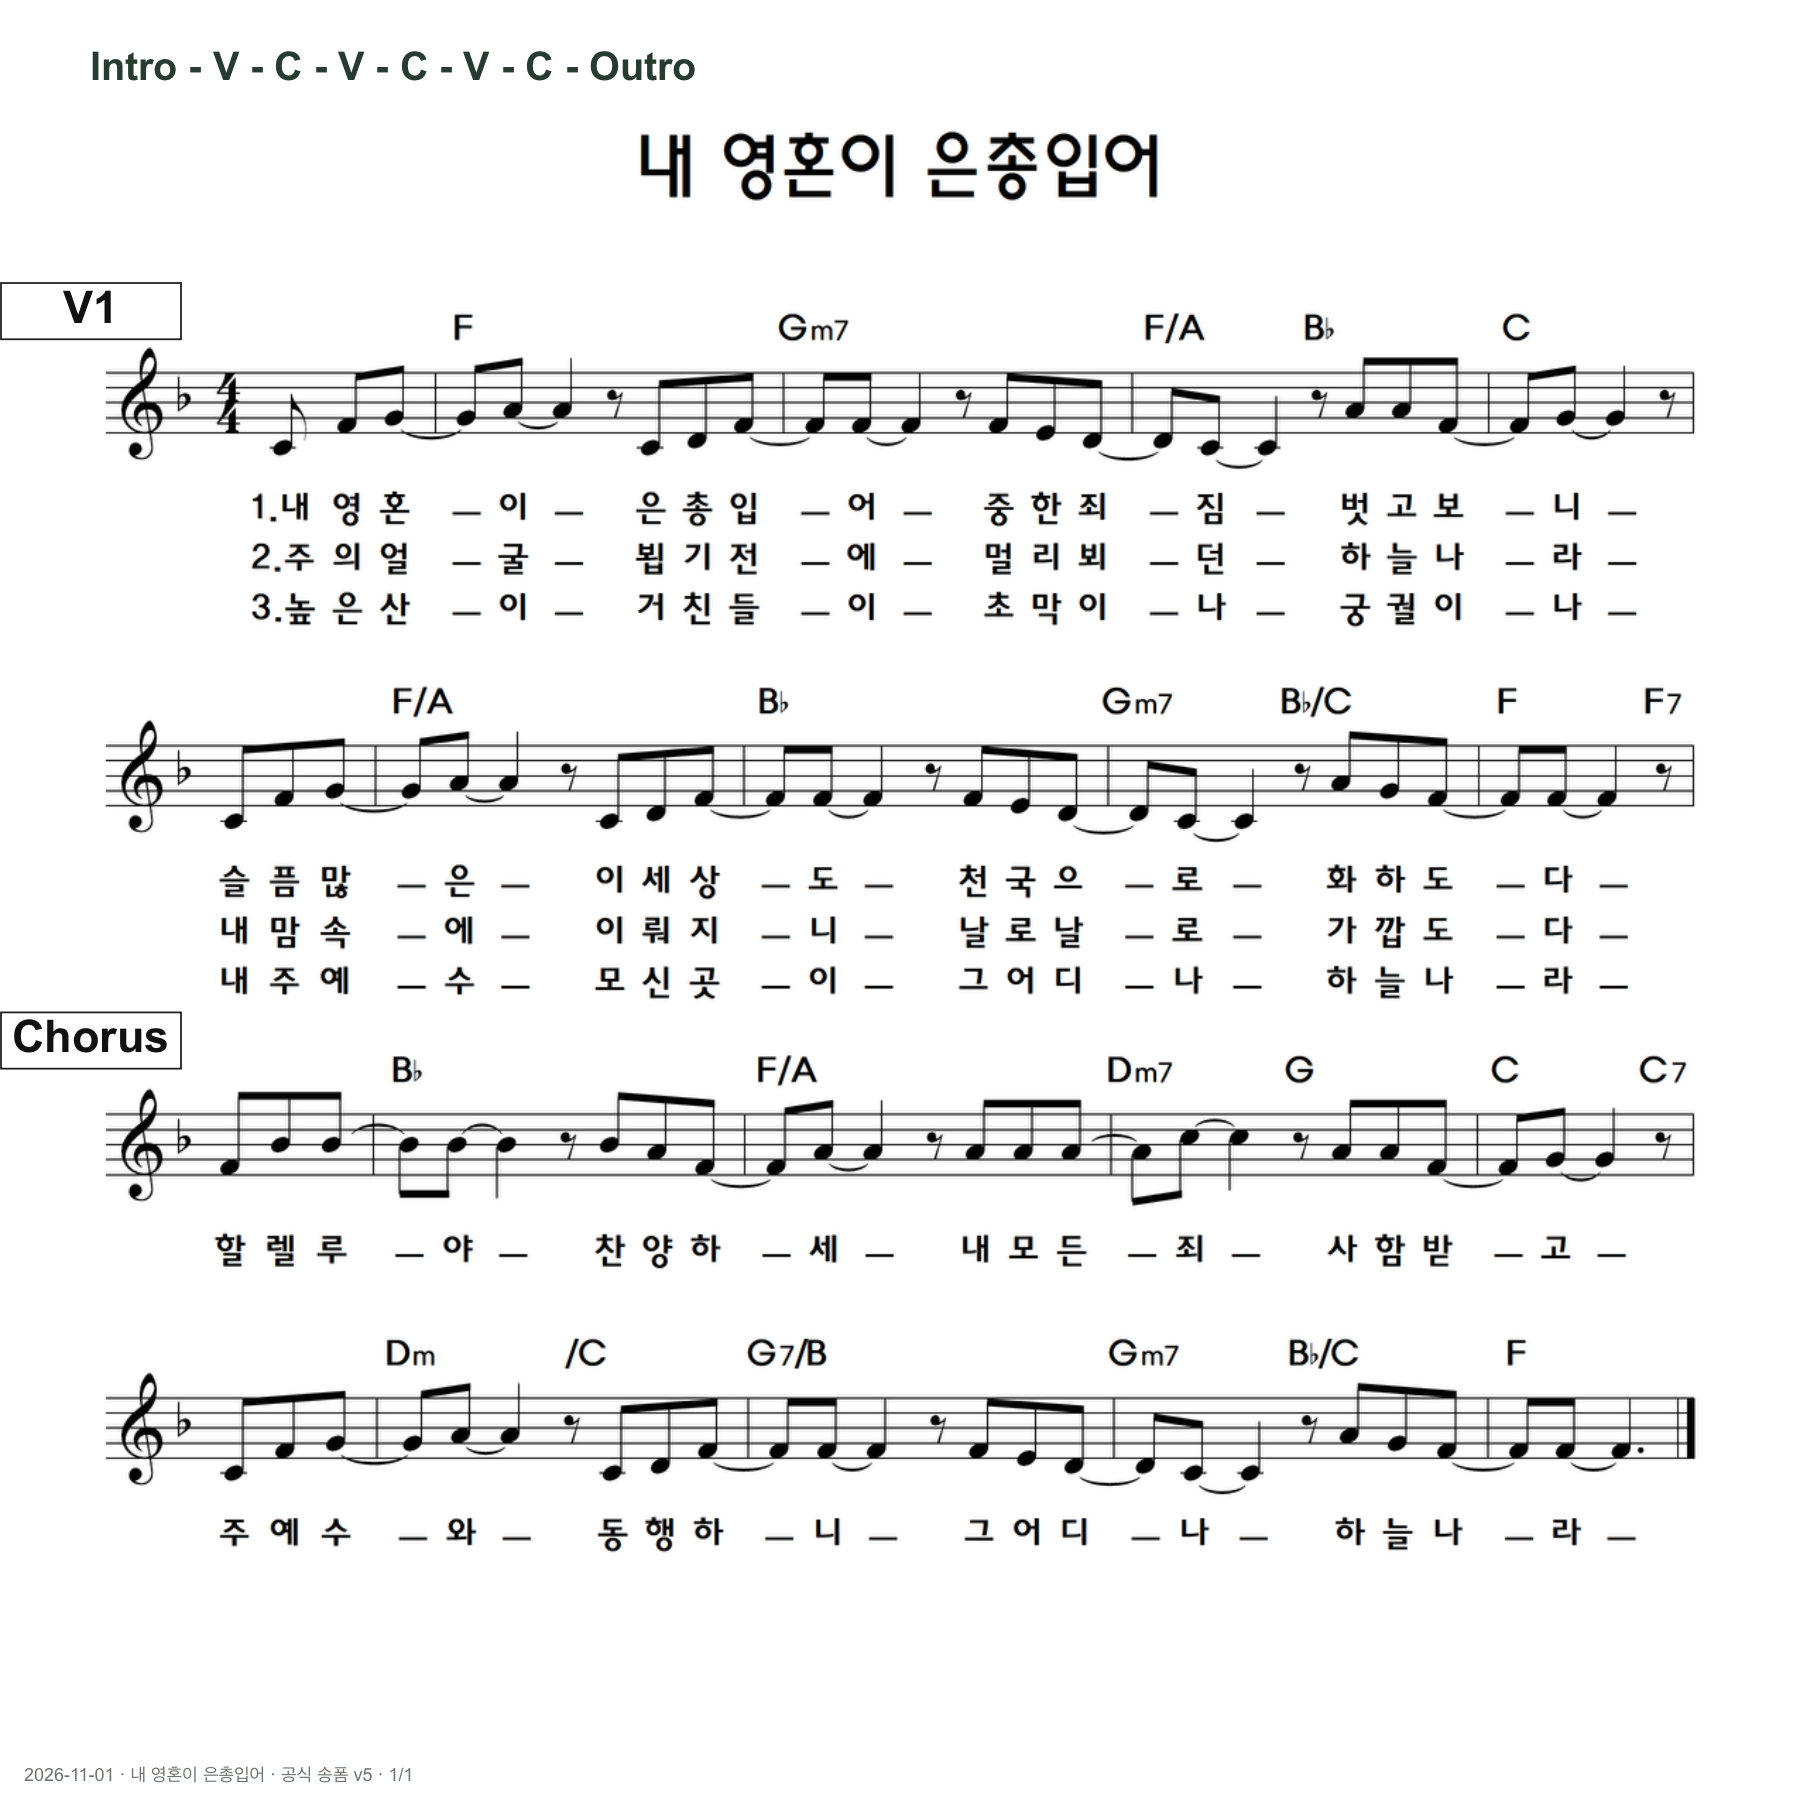 Intro - V - C - V - C - V - C - Outro
내 영혼이 은총입어
V1
F Gm7 F/A B♭ C
4/4
1.내 영 혼 – 이 – 은 총 입 – 어 – 중 한 죄 – 짐 – 벗 고 보 – 니 –
2.주 의 얼 – 굴 – 뵙 기 전 – 에 – 멀 리 뵈 – 던 – 하 늘 나 – 라 –
3.높 은 산 – 이 – 거 친 들 – 이 – 초 막 이 – 나 – 궁 궐 이 – 나 –
F/A B♭ Gm7 B♭/C F F7
슬 픔 많 – 은 – 이 세 상 – 도 – 천 국 으 – 로 – 화 하 도 – 다 –
내 맘 속 – 에 – 이 뤄 지 – 니 – 날 로 날 – 로 – 가 깝 도 – 다 –
내 주 예 – 수 – 모 신 곳 – 이 – 그 어 디 – 나 – 하 늘 나 – 라 –
Chorus
B♭ F/A Dm7 G C C7
할 렐 루 – 야 – 찬 양 하 – 세 – 내 모 든 – 죄 – 사 함 받 – 고 –
Dm /C G7/B Gm7 B♭/C F
주 예 수 – 와 – 동 행 하 – 니 – 그 어 디 – 나 – 하 늘 나 – 라 –
2026-11-01 · 내 영혼이 은총입어 · 공식 송폼 v5 · 1/1